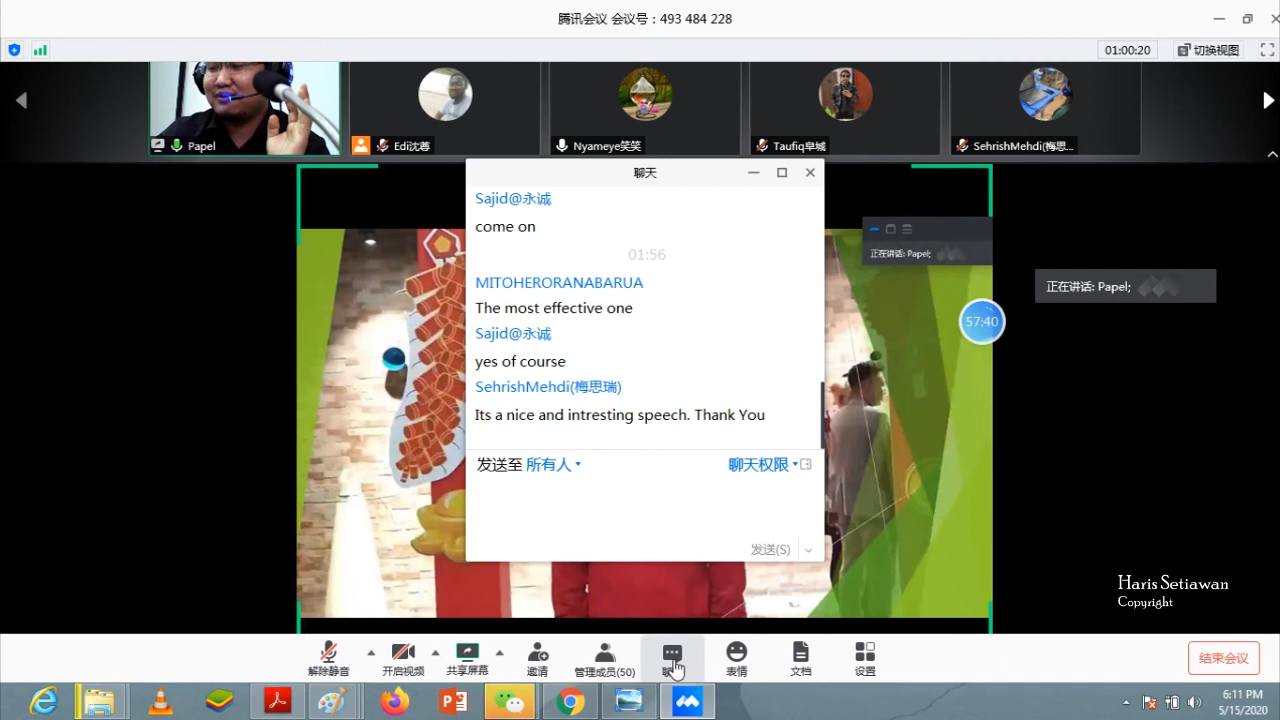 腾讯会议 会议号：493 484 228
01:00:20
切换视图
Papel
Edi沈蓉
Nyameye笑笑
Taufiq阜城
SehrishMehdi(梅思...
聊天
Sajid@永诚
come on
01:56
MITOHERORANABARUA
The most effective one
Sajid@永诚
yes of course
SehrishMehdi(梅思瑞)
Its a nice and intresting speech. Thank You
发送至 所有人
聊天权限
发送(S)
正在讲话: Papel;
正在讲话: Papel;
57:40
Haris Setiawan
Copyright
解除静音
开启视频
共享屏幕
邀请
管理成员(50)
表情
文档
设置
结束会议
6:11 PM
5/15/2020